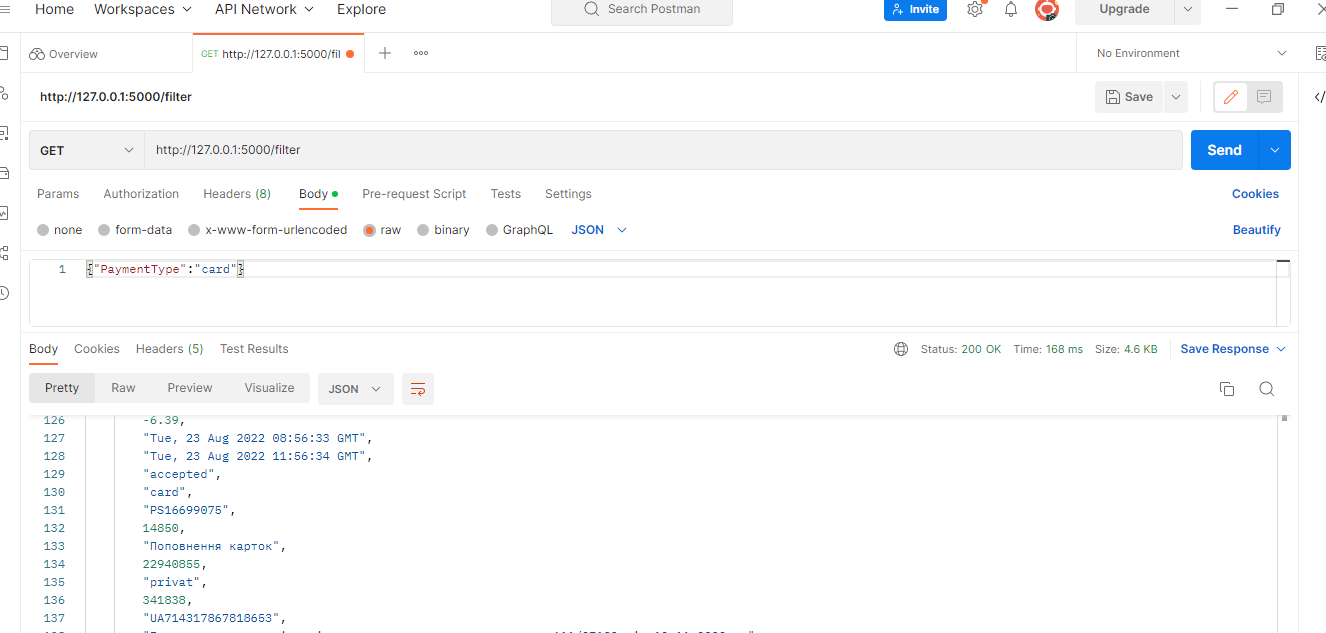 Home Workspaces API Network Explore Search Postman Invite Upgrade
Overview GET http://127.0.0.1:5000/fil No Environment
http://127.0.0.1:5000/filter Save
GET http://127.0.0.1:5000/filter Send
Params Authorization Headers (8) Body Pre-request Script Tests Settings Cookies
none form-data x-www-form-urlencoded raw binary GraphQL JSON Beautify
1 {"PaymentType":"card"}
Body Cookies Headers (5) Test Results Status: 200 OK Time: 168 ms Size: 4.6 KB Save Response
Pretty Raw Preview Visualize JSON
126 -6.39,
127 "Tue, 23 Aug 2022 08:56:33 GMT",
128 "Tue, 23 Aug 2022 11:56:34 GMT",
129 "accepted",
130 "card",
131 "PS16699075",
132 14850,
133 "Поповнення карток",
134 22940855,
135 "privat",
136 341838,
137 "UA714317867818653",